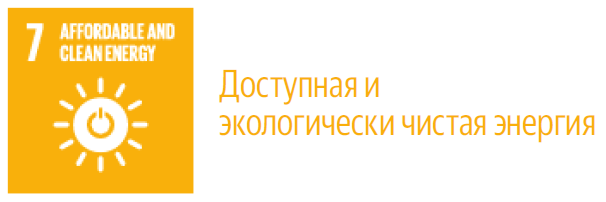 7 AFFORDABLE AND
CLEAN ENERGY
Доступная и
экологически чистая энергия